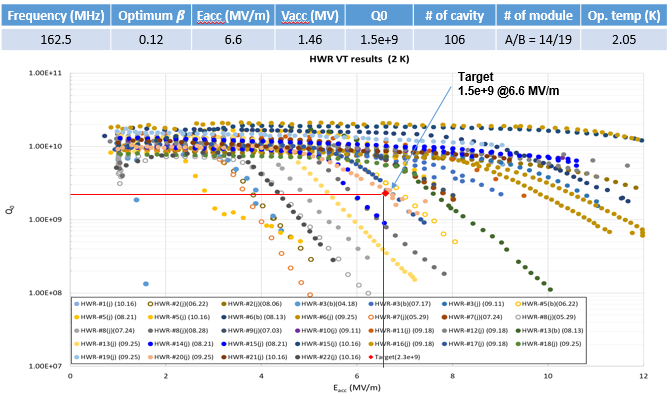 Frequency (MHz) Optimum β Eacc (MV/m) Vacc (MV) Q0 # of cavity # of module Op. temp (K)
162.5 0.12 6.6 1.46 1.5e+9 106 A/B = 14/19 2.05
HWR VT results (2 K)
Target
1.5e+9 @6.6 MV/m
1.00E+11
1.00E+10
1.00E+09
1.00E+08
1.00E+07
Q0
HWR-#1(j) (10.16) HWR-#2(j)(06.22) HWR-#2(j)(08.06) HWR-#3(b)(04.18) HWR-#3(b)(07.17) HWR-#3(j) (09.11) HWR-#5(b)(06.22)
HWR-#5(j) (08.21) HWR-#5(j) (10.16) HWR-#6(b) (08.13) HWR-#6(j) (09.25) HWR-#7(j)(05.29) HWR-#7(j)(07.24) HWR-#8(j)(05.29)
HWR-#8(j)(07.24) HWR-#8(j)(08.28) HWR-#9(j)(07.03) HWR-#10(j) (09.11) HWR-#11(j) (09.18) HWR-#12(j) (09.18) HWR-#13(b) (08.13)
HWR-#13(j) (09.25) HWR-#14(j) (08.21) HWR-#15(j) (08.21) HWR-#15(j) (10.16) HWR-#16(j) (09.18) HWR-#17(j) (09.18) HWR-#18(j) (09.25)
HWR-#19(j) (09.25) HWR-#20(j) (09.25) HWR-#21(j) (10.16) HWR-#22(j) (10.16) Target(2.3e+9)
0 2 4 6 8 10 12
Eacc (MV/m)